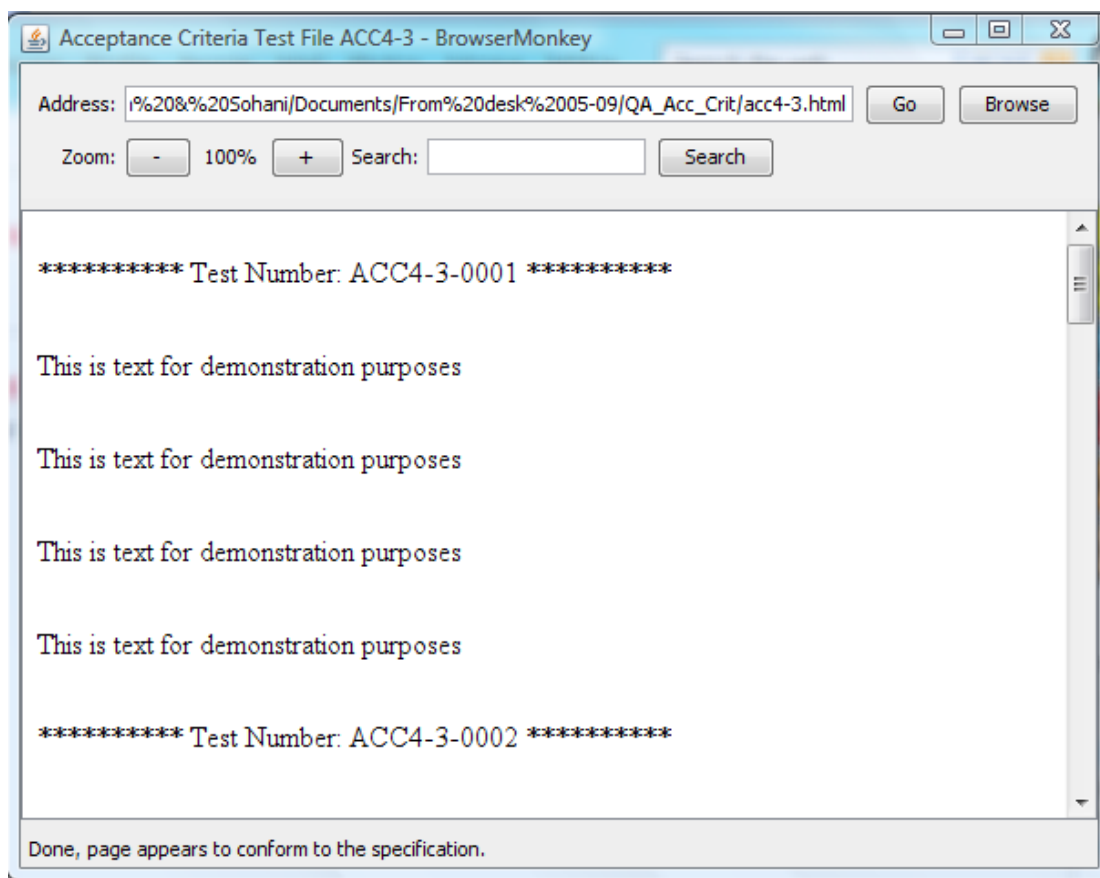 Acceptance Criteria Test File ACC4-3 - BrowserMonkey
Address: %20&%20Sohani/Documents/From%20desk%2005-09/QA_Acc_Crit/acc4-3.html Go Browse
Zoom: - 100% + Search: Search
********** Test Number: ACC4-3-0001 **********
This is text for demonstration purposes
This is text for demonstration purposes
This is text for demonstration purposes
This is text for demonstration purposes
********** Test Number: ACC4-3-0002 **********
Done, page appears to conform to the specification.